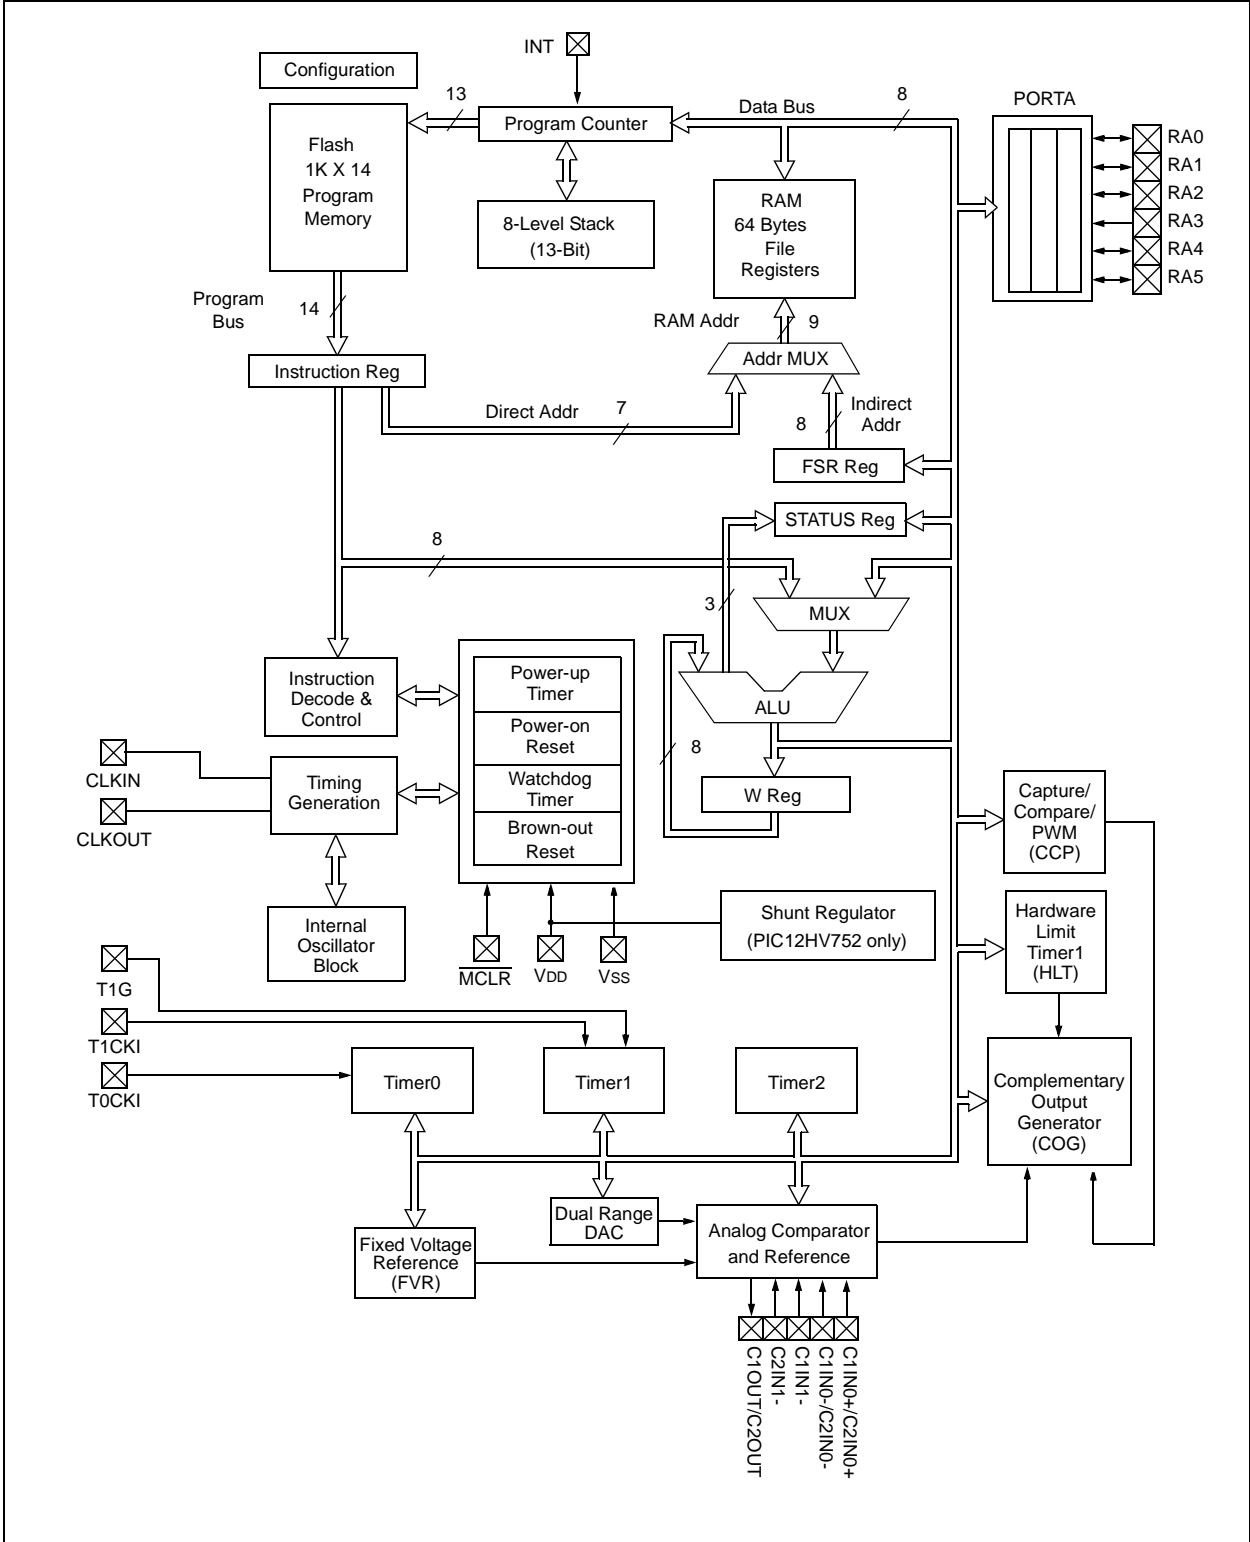 INT
Configuration
13
Data Bus
8
PORTA
Program Counter
Flash
1K X 14
Program
Memory
RA0
RA1
RA2
RA3
RA4
RA5
RAM
64 Bytes
File
Registers
8-Level Stack
(13-Bit)
Program
Bus
14
RAM Addr
9
Addr MUX
Instruction Reg
Direct Addr
7
Indirect
Addr
8
FSR Reg
STATUS Reg
8
3
MUX
Instruction
Decode &
Control
Power-up
Timer
Power-on
Reset
Watchdog
Timer
Brown-out
Reset
ALU
8
W Reg
CLKIN
CLKOUT
Timing
Generation
Capture/
Compare/
PWM
(CCP)
Internal
Oscillator
Block
MCLR
VDD
VSS
Shunt Regulator
(PIC12HV752 only)
Hardware
Limit
Timer1
(HLT)
T1G
T1CKI
T0CKI
Timer0
Timer1
Timer2
Complementary
Output
Generator
(COG)
Dual Range
DAC
Fixed Voltage
Reference
(FVR)
Analog Comparator
and Reference
C1OUT/C2OUT
C2IN1-
C1IN1-
C1IN0-/C2IN0-
C1IN0+/C2IN0+